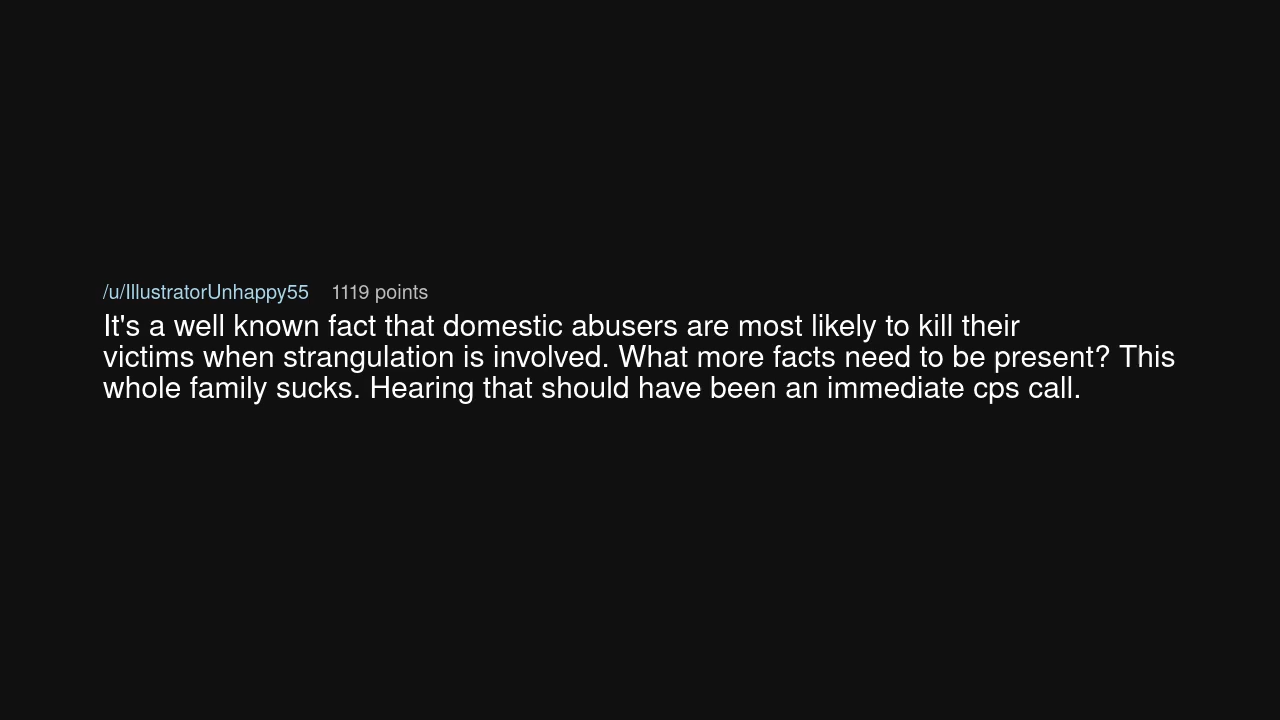 /u/IllustratorUnhappy55 1119 points
It's a well known fact that domestic abusers are most likely to kill their
victims when strangulation is involved. What more facts need to be present? This
whole family sucks. Hearing that should have been an immediate cps call.